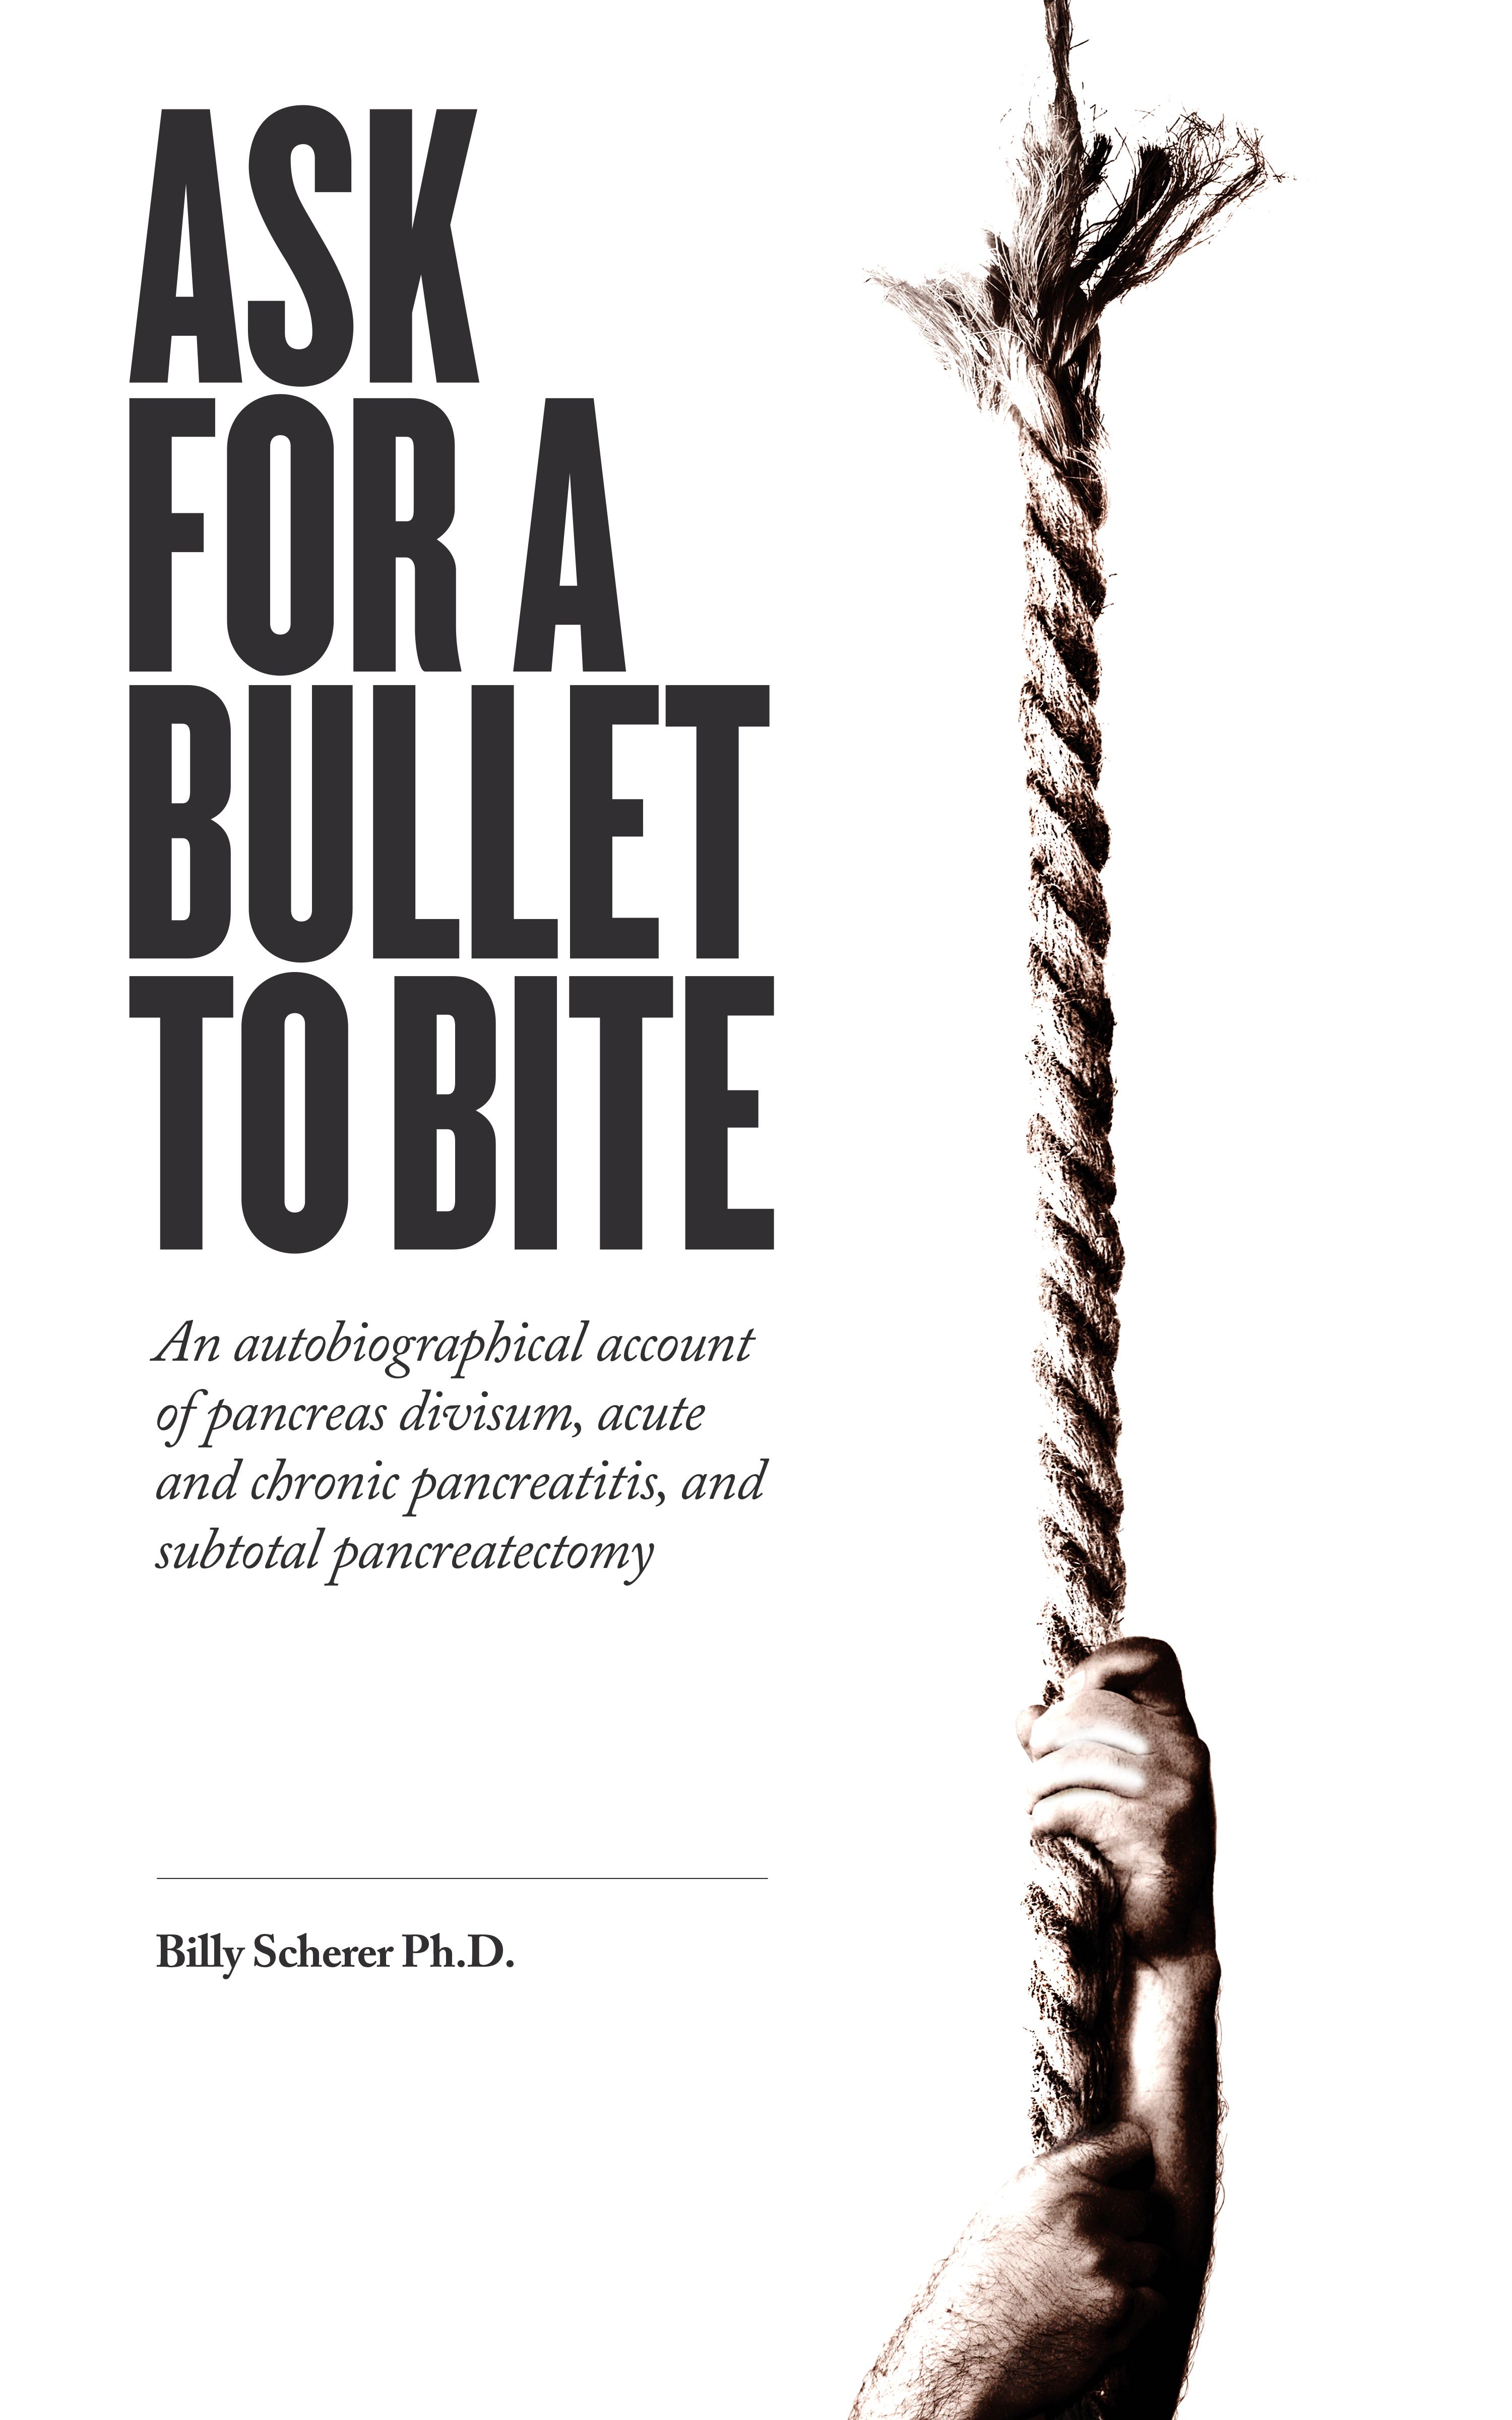 ASK
FOR A
BULLET
TO BITE
An autobiographical account
of pancreas divisum, acute
and chronic pancreatitis, and
subtotal pancreatectomy
Billy Scherer Ph.D.